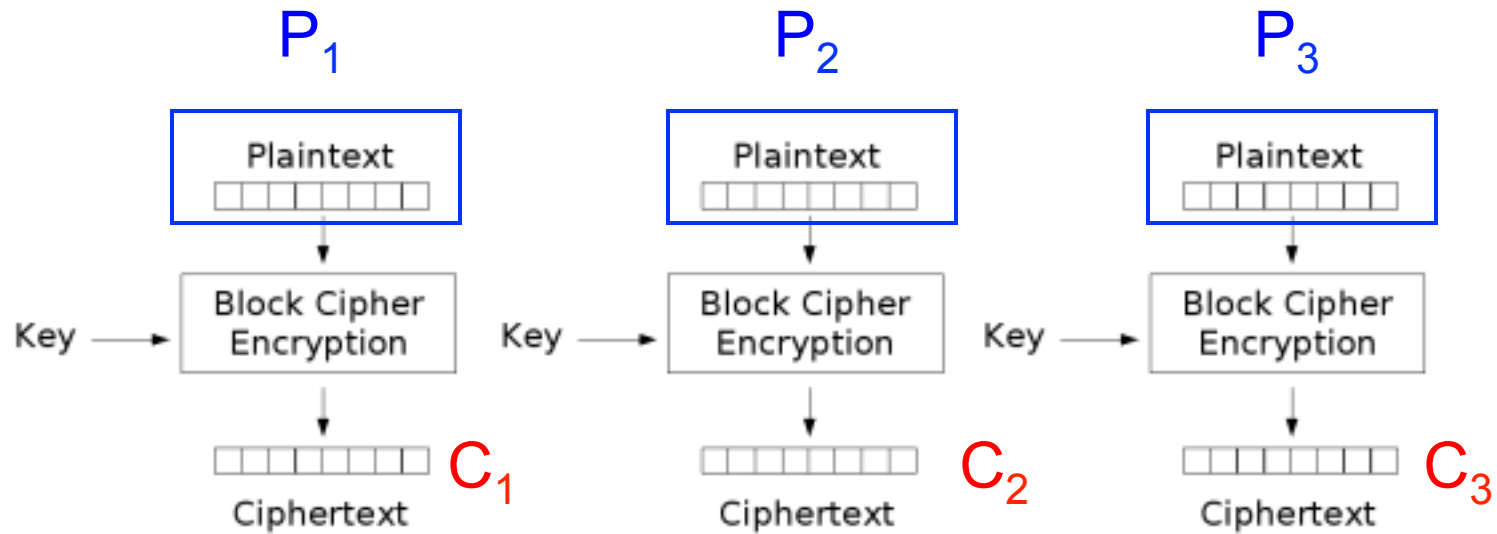 P1 P2 P3
Plaintext Plaintext Plaintext
Block Cipher Block Cipher Block Cipher
Key Encryption Key Encryption Key Encryption
C1 C2 C3
Ciphertext Ciphertext Ciphertext